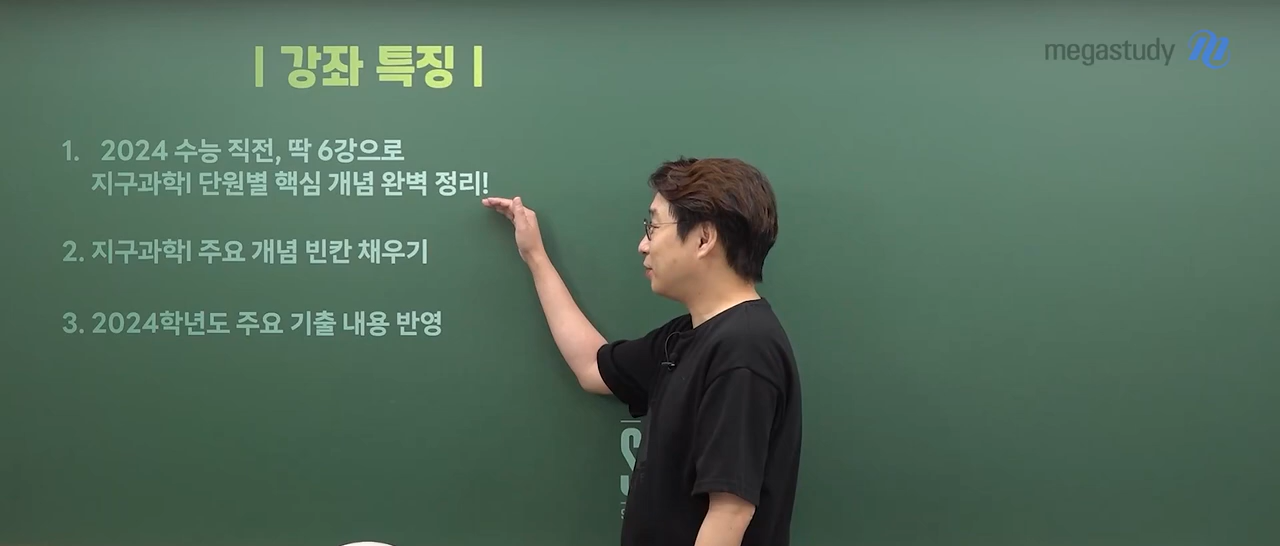 | 강좌 특징 |
megastudy
1. 2024 수능 직전, 딱 6강으로
지구과학I 단원별 핵심 개념 완벽 정리!
2. 지구과학I 주요 개념 빈칸 채우기
3. 2024학년도 주요 기출 내용 반영